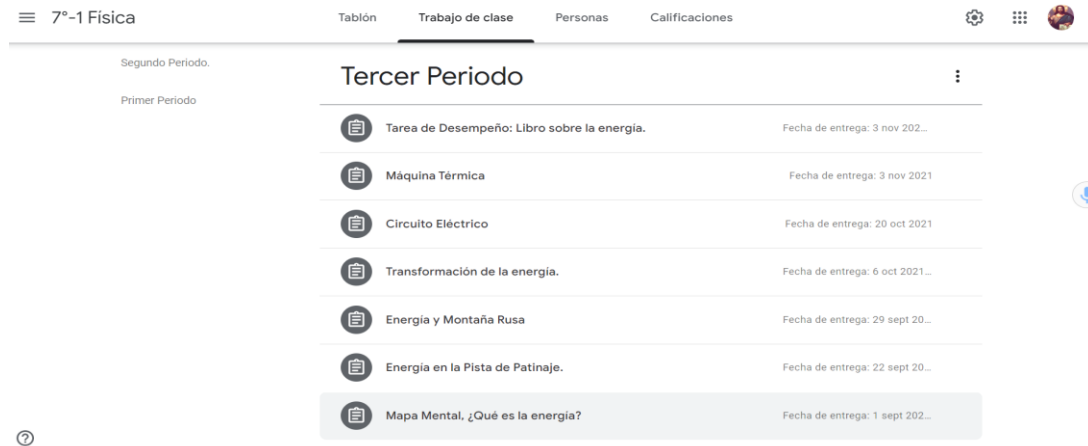 7°-1 Física
Tablón Trabajo de clase Personas Calificaciones
Segundo Periodo.
Primer Periodo
Tercer Periodo
Tarea de Desempeño: Libro sobre la energía. Fecha de entrega: 3 nov 202...
Máquina Térmica Fecha de entrega: 3 nov 2021
Circuito Eléctrico Fecha de entrega: 20 oct 2021
Transformación de la energía. Fecha de entrega: 6 oct 2021...
Energía y Montaña Rusa Fecha de entrega: 29 sept 20...
Energía en la Pista de Patinaje. Fecha de entrega: 22 sept 20...
Mapa Mental, ¿Qué es la energía? Fecha de entrega: 1 sept 202...